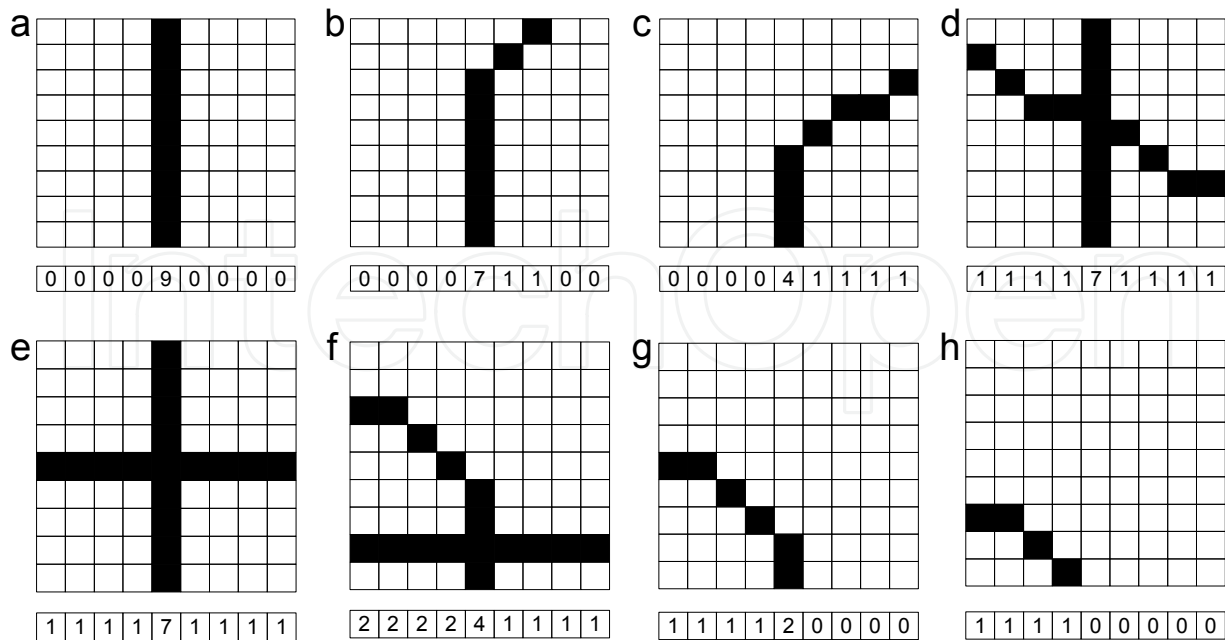 a b c d
0 0 0 0 9 0 0 0 0
0 0 0 0 7 1 1 0 0
0 0 0 0 4 1 1 1 1
1 1 1 1 7 1 1 1 1
IntechOpen
e f g h
1 1 1 1 7 1 1 1 1
2 2 2 2 4 1 1 1 1
1 1 1 1 2 0 0 0 0
1 1 1 1 0 0 0 0 0